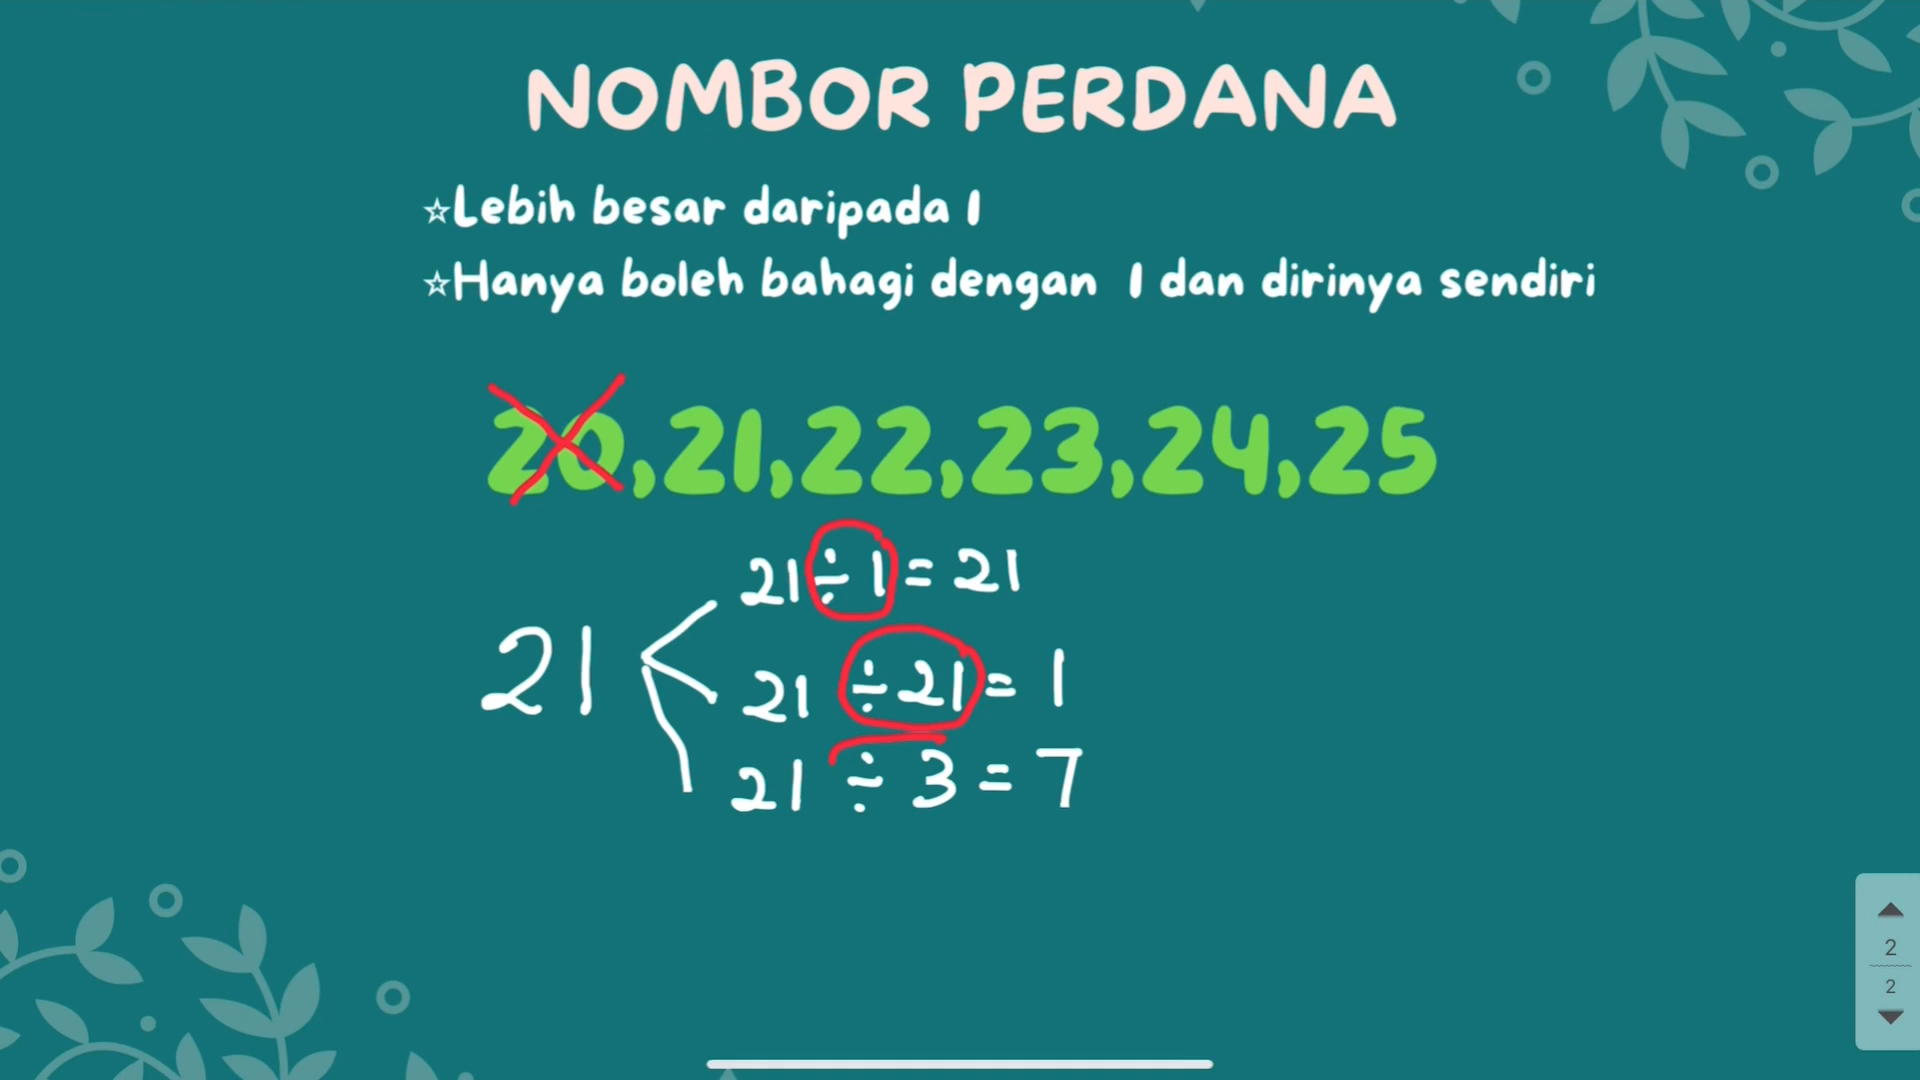 NOMBOR PERDANA
☆Lebih besar daripada 1
☆Hanya boleh bahagi dengan 1 dan dirinya sendiri
20,21,22,23,24,25
21÷1=21
21
21 ÷21=1
21 ÷ 3=7
2
2